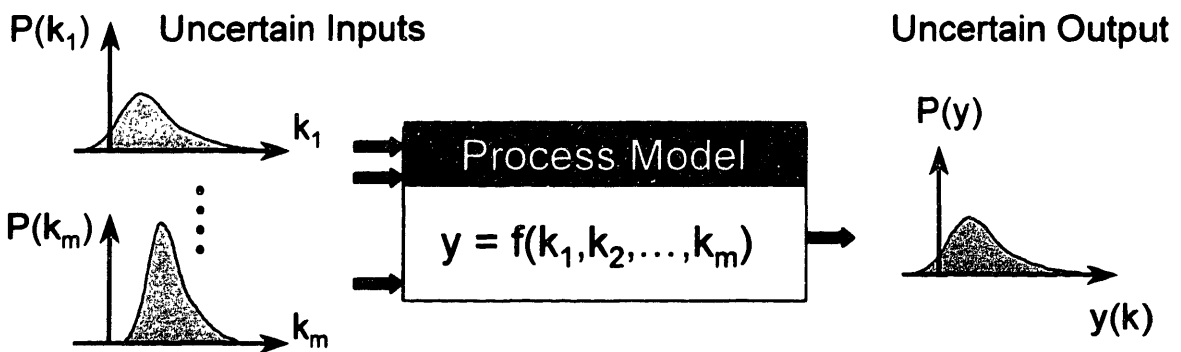 P(k₁) Uncertain Inputs
k₁
P(kₘ)
kₘ
Process Model
y = f(k₁,k₂,...,kₘ)
Uncertain Output
P(y)
y(k)